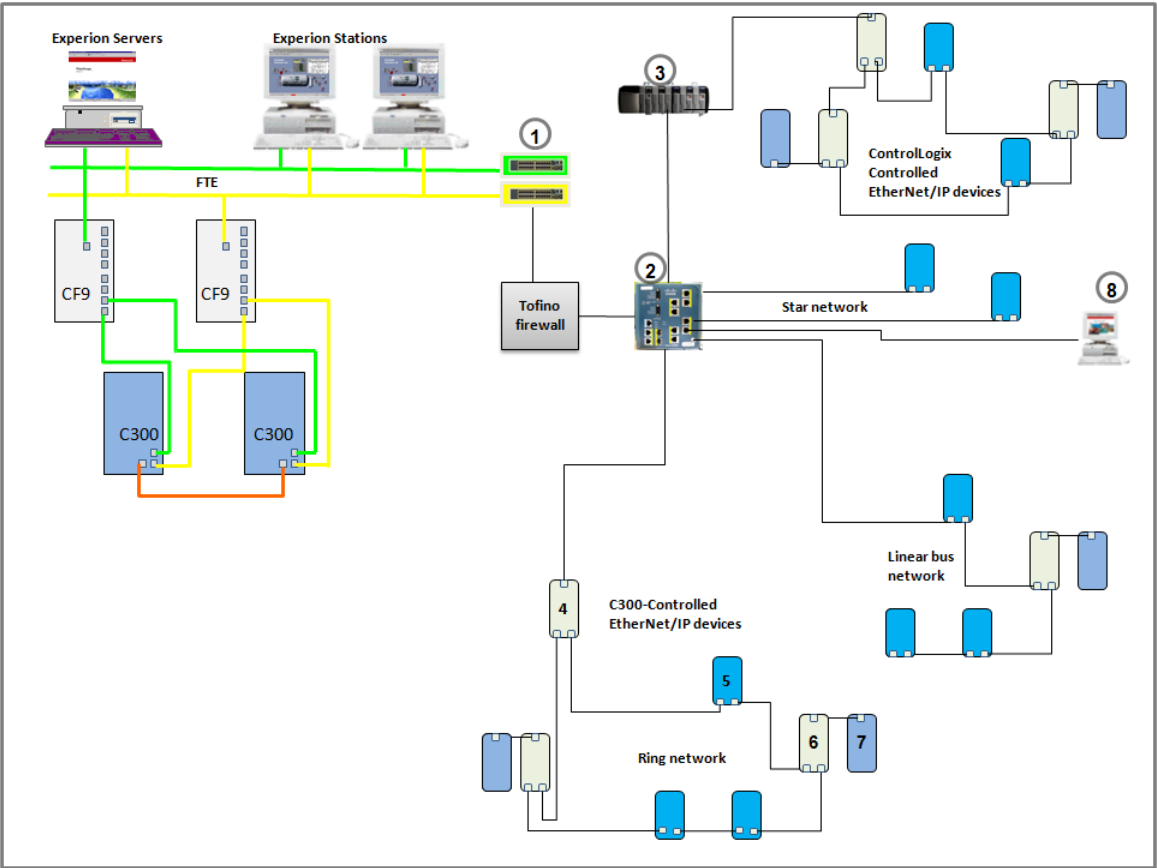 Experion Servers
Experion Stations
3
1
FTE
ControlLogix
Controlled
EtherNet/IP devices
CF9
CF9
2
Tofino
firewall
Star network
8
C300
C300
Linear bus
network
4
C300-Controlled
EtherNet/IP devices
5
6
7
Ring network